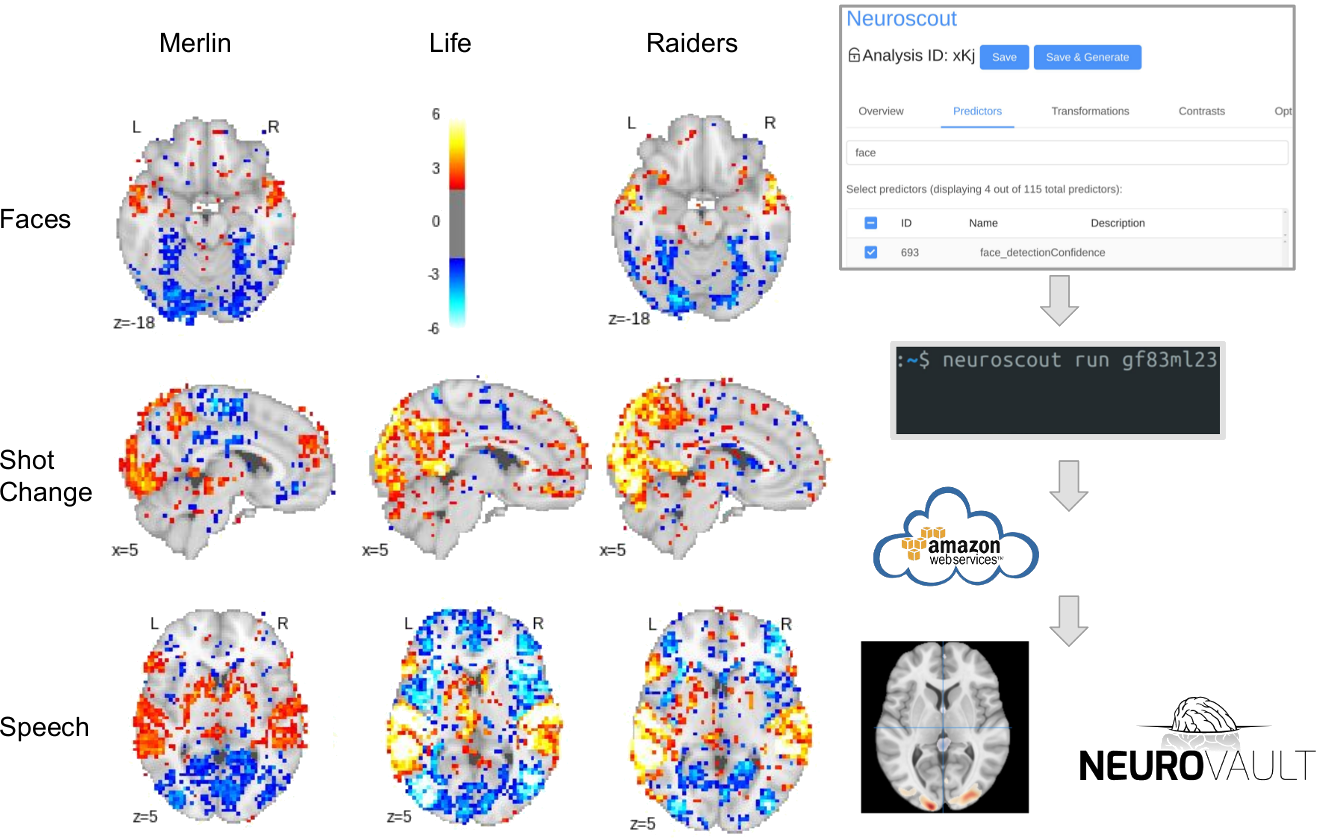 Merlin
Life
Raiders
Faces
L
R
z=-18
6
3
0
-3
-6
L
R
z=-18
Shot
Change
x=5
x=5
x=5
Speech
L
R
z=5
L
R
z=5
L
R
z=5
Neuroscout
Analysis ID: xKj
Save
Save & Generate
Overview
Predictors
Transformations
Contrasts
Opt
face
Select predictors (displaying 4 out of 115 total predictors):
ID
Name
Description
693
face_detectionConfidence
:~$ neuroscout run gf83ml23
amazon
webservices™
NEUROVAULT